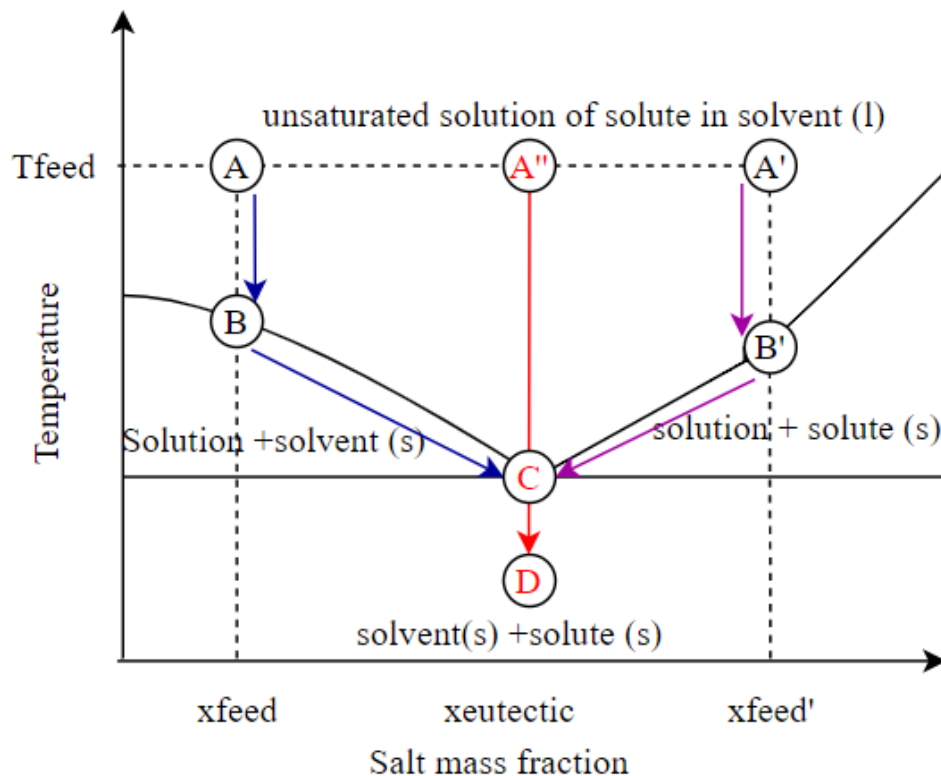 unsaturated solution of solute in solvent (l)
Tfeed
A
A"
A'
Temperature
B
B'
Solution +solvent (s)
solution + solute (s)
C
D
solvent(s) +solute (s)
xfeed
xeutectic
xfeed'
Salt mass fraction